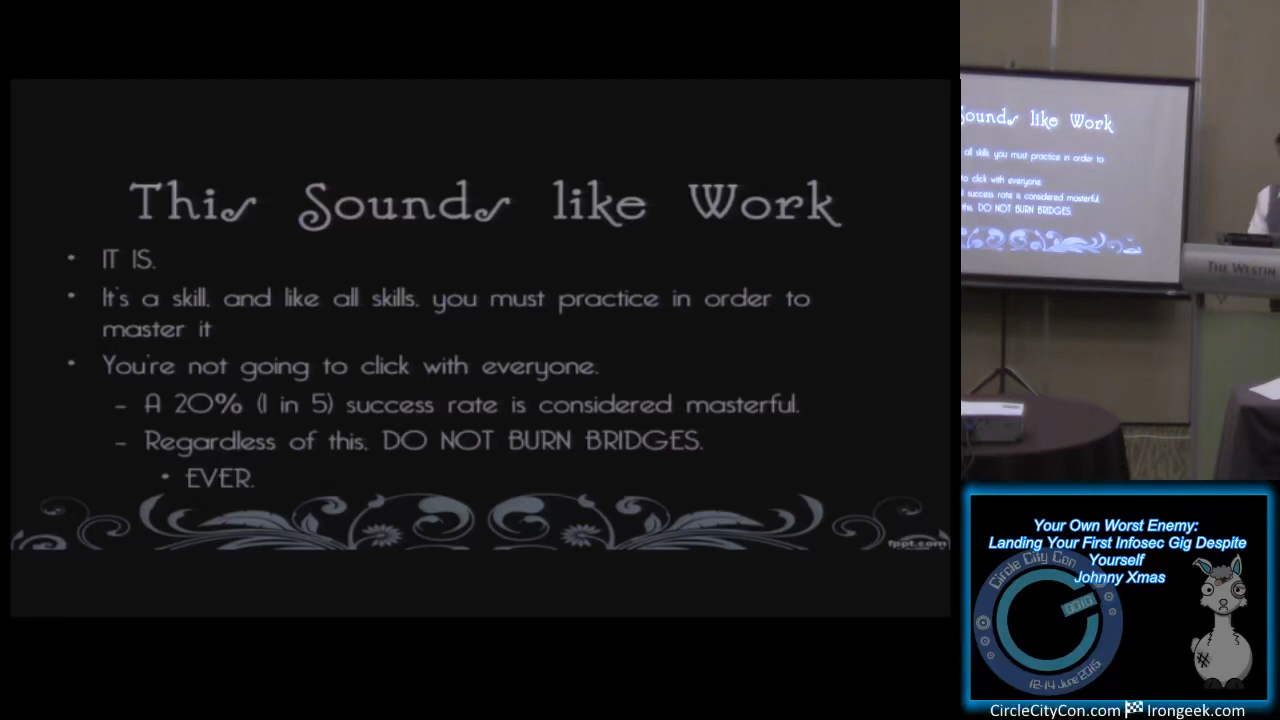 This Sounds like Work
• IT IS.
• It's a skill, and like all skills, you must practice in order to
master it
• You're not going to click with everyone.
– A 20% (1 in 5) success rate is considered masterful.
– Regardless of this, DO NOT BURN BRIDGES.
• EVER.
fppt.com
Sounds like Work
all skills, you must practice in order to
to click with everyone.
) success rate is considered masterful.
this, DO NOT BURN BRIDGES.
THE WESTIN
Your Own Worst Enemy:
Landing Your First Infosec Gig Despite
Yourself
Johnny Xmas
Circle City Con
12-14 June 2015
CircleCityCon.com Irongeek.com